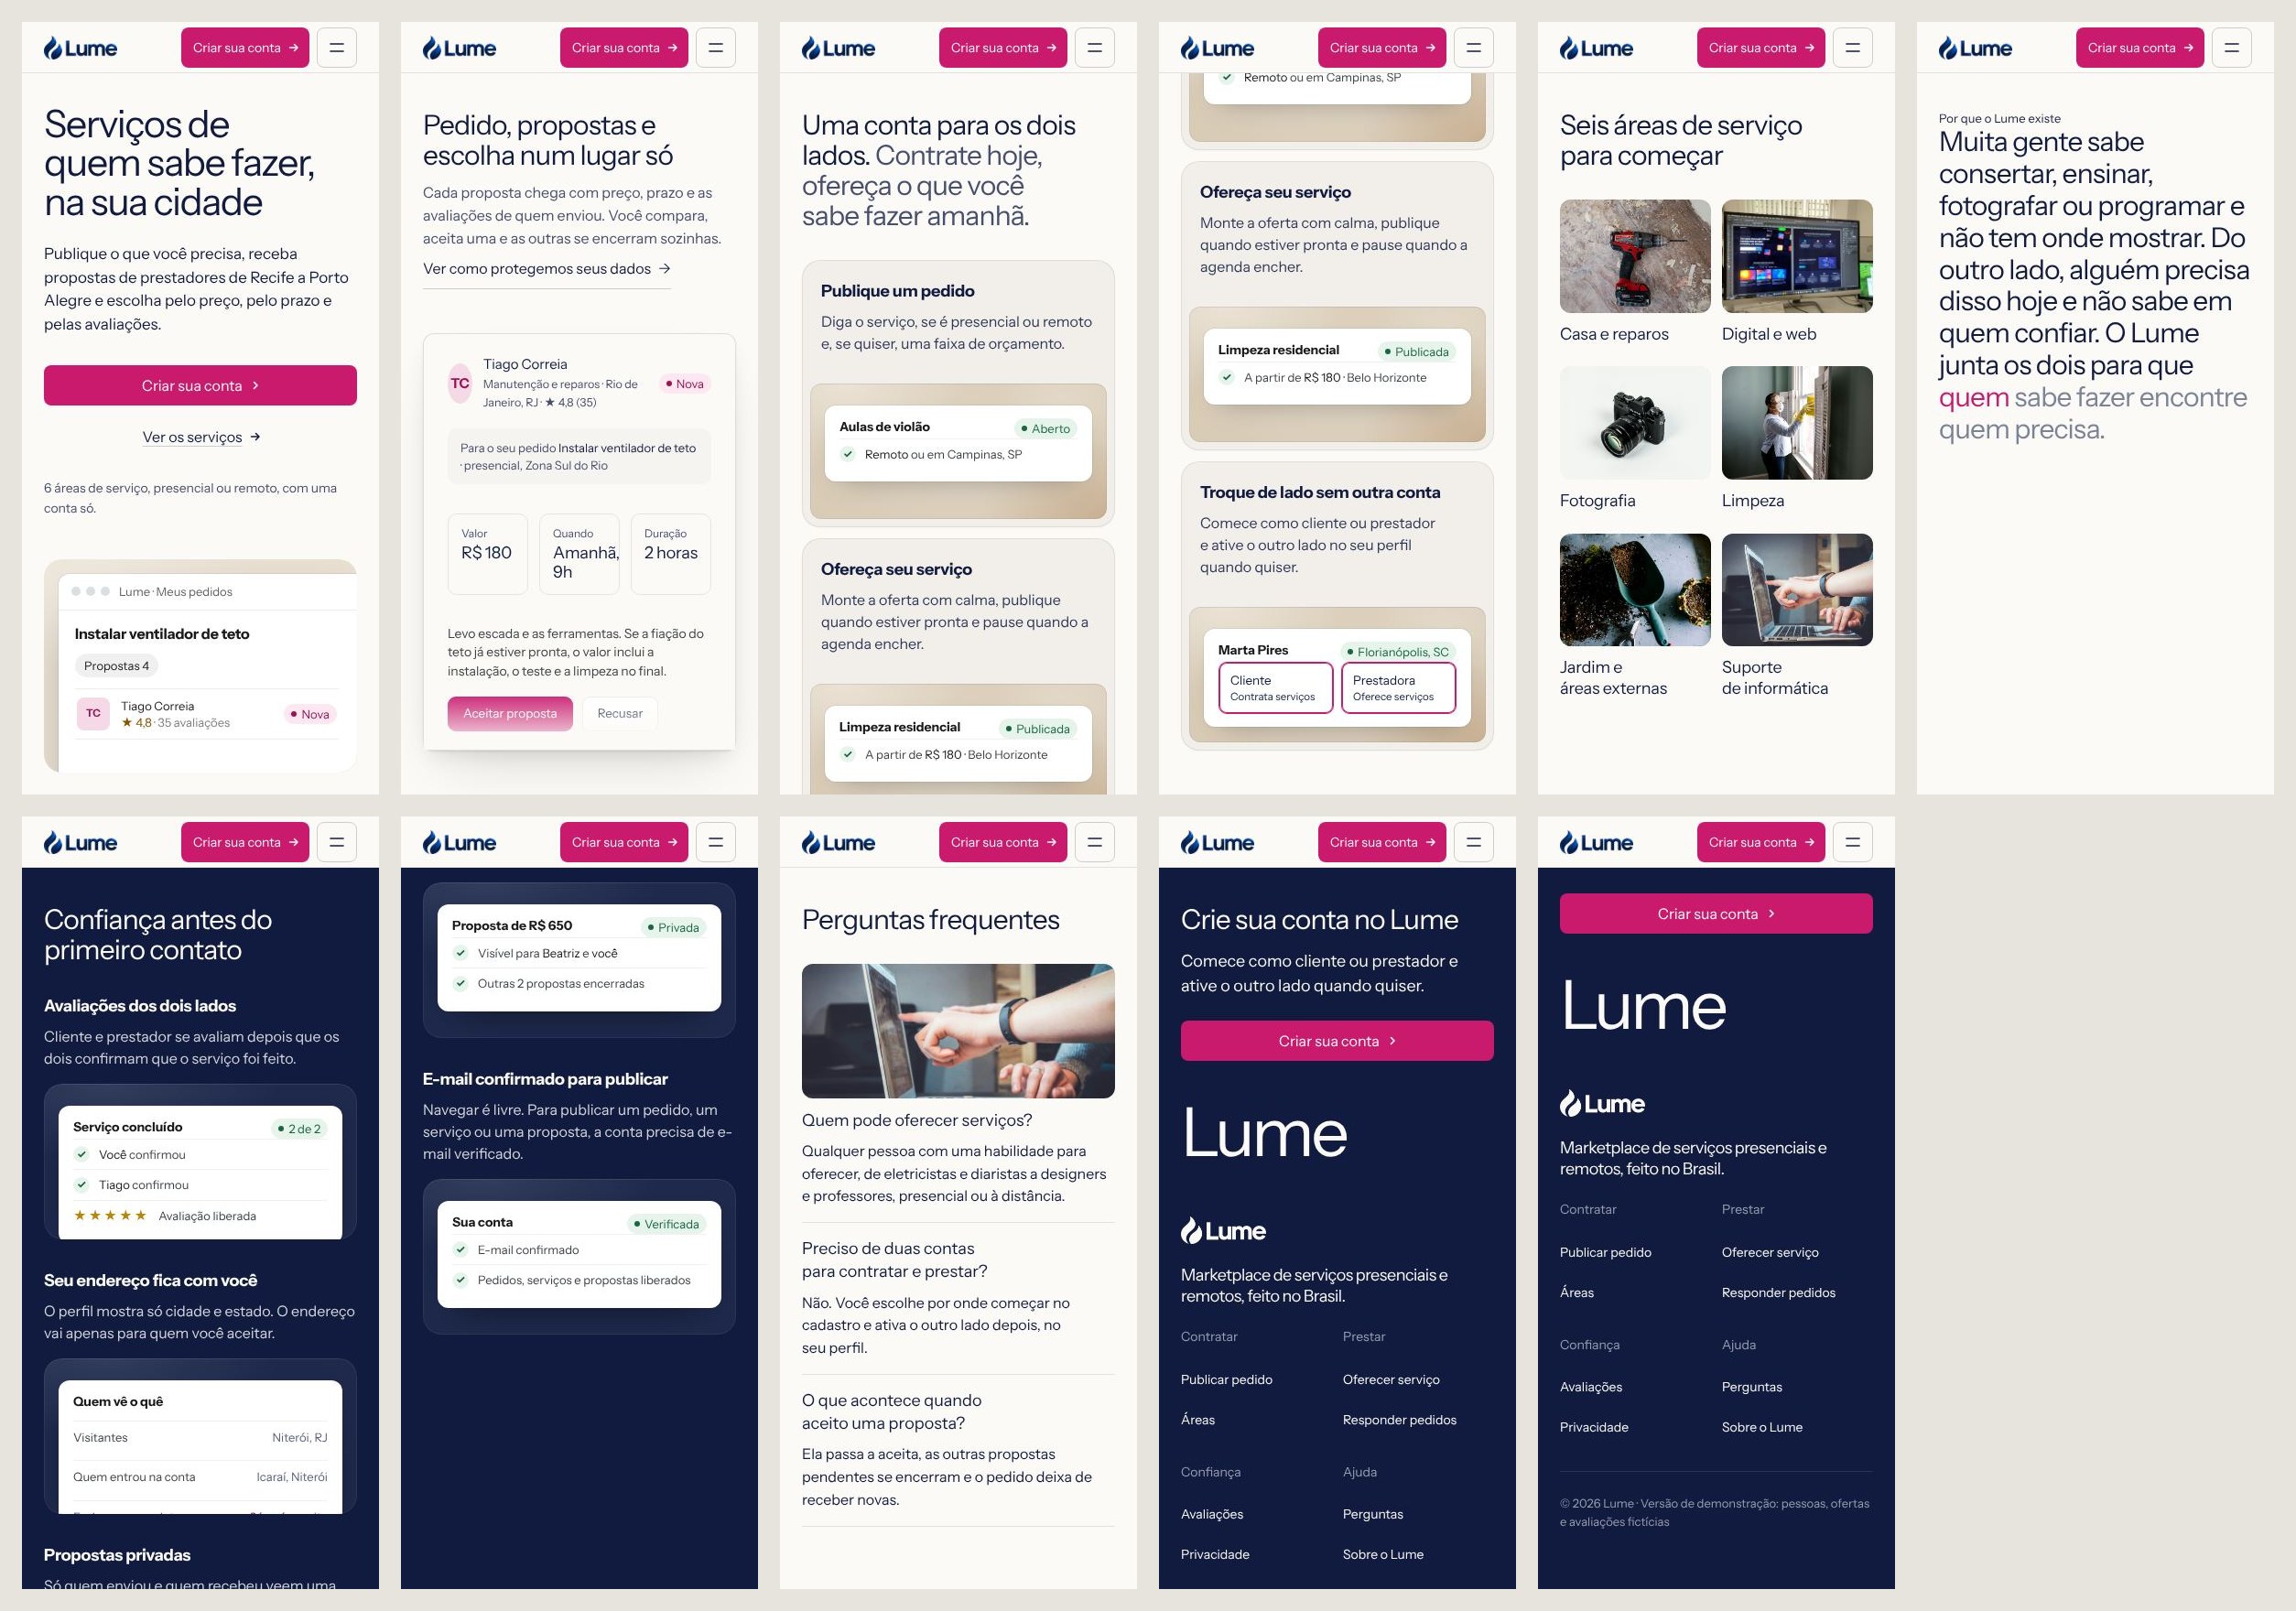 Lume
Criar sua conta
Serviços de
quem sabe fazer,
na sua cidade
Publique o que você precisa, receba
propostas de prestadores de Recife a Porto
Alegre e escolha pelo preço, pelo prazo e
pelas avaliações.
Criar sua conta
Ver os serviços
6 áreas de serviço, presencial ou remoto, com uma
conta só.
Lume · Meus pedidos
Instalar ventilador de teto
Propostas 4
TC
Tiago Correia
★ 4,8 · 35 avaliações
Nova
Lume
Criar sua conta
Pedido, propostas e
escolha num lugar só
Cada proposta chega com preço, prazo e as
avaliações de quem enviou. Você compara,
aceita uma e as outras se encerram sozinhas.
Ver como protegemos seus dados
TC
Tiago Correia
Manutenção e reparos · Rio de
Janeiro, RJ · ★ 4,8 (35)
Nova
Para o seu pedido Instalar ventilador de teto
· presencial, Zona Sul do Rio
Valor
R$ 180
Quando
Amanhã,
9h
Duração
2 horas
Levo escada e as ferramentas. Se a fiação do
teto já estiver pronta, o valor inclui a
instalação, o teste e a limpeza no final.
Aceitar proposta
Recusar
Lume
Criar sua conta
Uma conta para os dois
lados. Contrate hoje,
ofereça o que você
sabe fazer amanhã.
Publique um pedido
Diga o serviço, se é presencial ou remoto
e, se quiser, uma faixa de orçamento.
Aulas de violão
Aberto
Remoto ou em Campinas, SP
Ofereça seu serviço
Monte a oferta com calma, publique
quando estiver pronta e pause quando a
agenda encher.
Limpeza residencial
Publicada
A partir de R$ 180 · Belo Horizonte
Lume
Criar sua conta
Remoto ou em Campinas, SP
Ofereça seu serviço
Monte a oferta com calma, publique
quando estiver pronta e pause quando a
agenda encher.
Limpeza residencial
Publicada
A partir de R$ 180 · Belo Horizonte
Troque de lado sem outra conta
Comece como cliente ou prestador
e ative o outro lado no seu perfil
quando quiser.
Marta Pires
Florianópolis, SC
Cliente
Contrata serviços
Prestadora
Oferece serviços
Lume
Criar sua conta
Seis áreas de serviço
para começar
Casa e reparos
Digital e web
Fotografia
Limpeza
Jardim e
áreas externas
Suporte
de informática
Lume
Criar sua conta
Por que o Lume existe
Muita gente sabe
consertar, ensinar,
fotografar ou programar e
não tem onde mostrar. Do
outro lado, alguém precisa
disso hoje e não sabe em
quem confiar. O Lume
junta os dois para que
quem sabe fazer encontre
quem precisa.
Lume
Criar sua conta
Confiança antes do
primeiro contato
Avaliações dos dois lados
Cliente e prestador se avaliam depois que os
dois confirmam que o serviço foi feito.
Serviço concluído
2 de 2
Você confirmou
Tiago confirmou
★★★★★ Avaliação liberada
Seu endereço fica com você
O perfil mostra só cidade e estado. O endereço
vai apenas para quem você aceitar.
Quem vê o quê
Visitantes
Niterói, RJ
Quem entrou na conta
Icaraí, Niterói
Propostas privadas
Só quem enviou e quem recebeu veem uma
Lume
Criar sua conta
Proposta de R$ 650
Privada
Visível para Beatriz e você
Outras 2 propostas encerradas
E-mail confirmado para publicar
Navegar é livre. Para publicar um pedido, um
serviço ou uma proposta, a conta precisa de e-
mail verificado.
Sua conta
Verificada
E-mail confirmado
Pedidos, serviços e propostas liberados
Lume
Criar sua conta
Perguntas frequentes
Quem pode oferecer serviços?
Qualquer pessoa com uma habilidade para
oferecer, de eletricistas e diaristas a designers
e professores, presencial ou à distância.
Preciso de duas contas
para contratar e prestar?
Não. Você escolhe por onde começar no
cadastro e ativa o outro lado depois, no
seu perfil.
O que acontece quando
aceito uma proposta?
Ela passa a aceita, as outras propostas
pendentes se encerram e o pedido deixa de
receber novas.
Lume
Criar sua conta
Crie sua conta no Lume
Comece como cliente ou prestador e
ative o outro lado quando quiser.
Criar sua conta
Lume
Lume
Marketplace de serviços presenciais e
remotos, feito no Brasil.
Contratar
Prestar
Publicar pedido
Oferecer serviço
Áreas
Responder pedidos
Confiança
Ajuda
Avaliações
Perguntas
Privacidade
Sobre o Lume
Lume
Criar sua conta
Criar sua conta
Lume
Lume
Marketplace de serviços presenciais e
remotos, feito no Brasil.
Contratar
Prestar
Publicar pedido
Oferecer serviço
Áreas
Responder pedidos
Confiança
Ajuda
Avaliações
Perguntas
Privacidade
Sobre o Lume
© 2026 Lume · Versão de demonstração: pessoas, ofertas
e avaliações fictícias